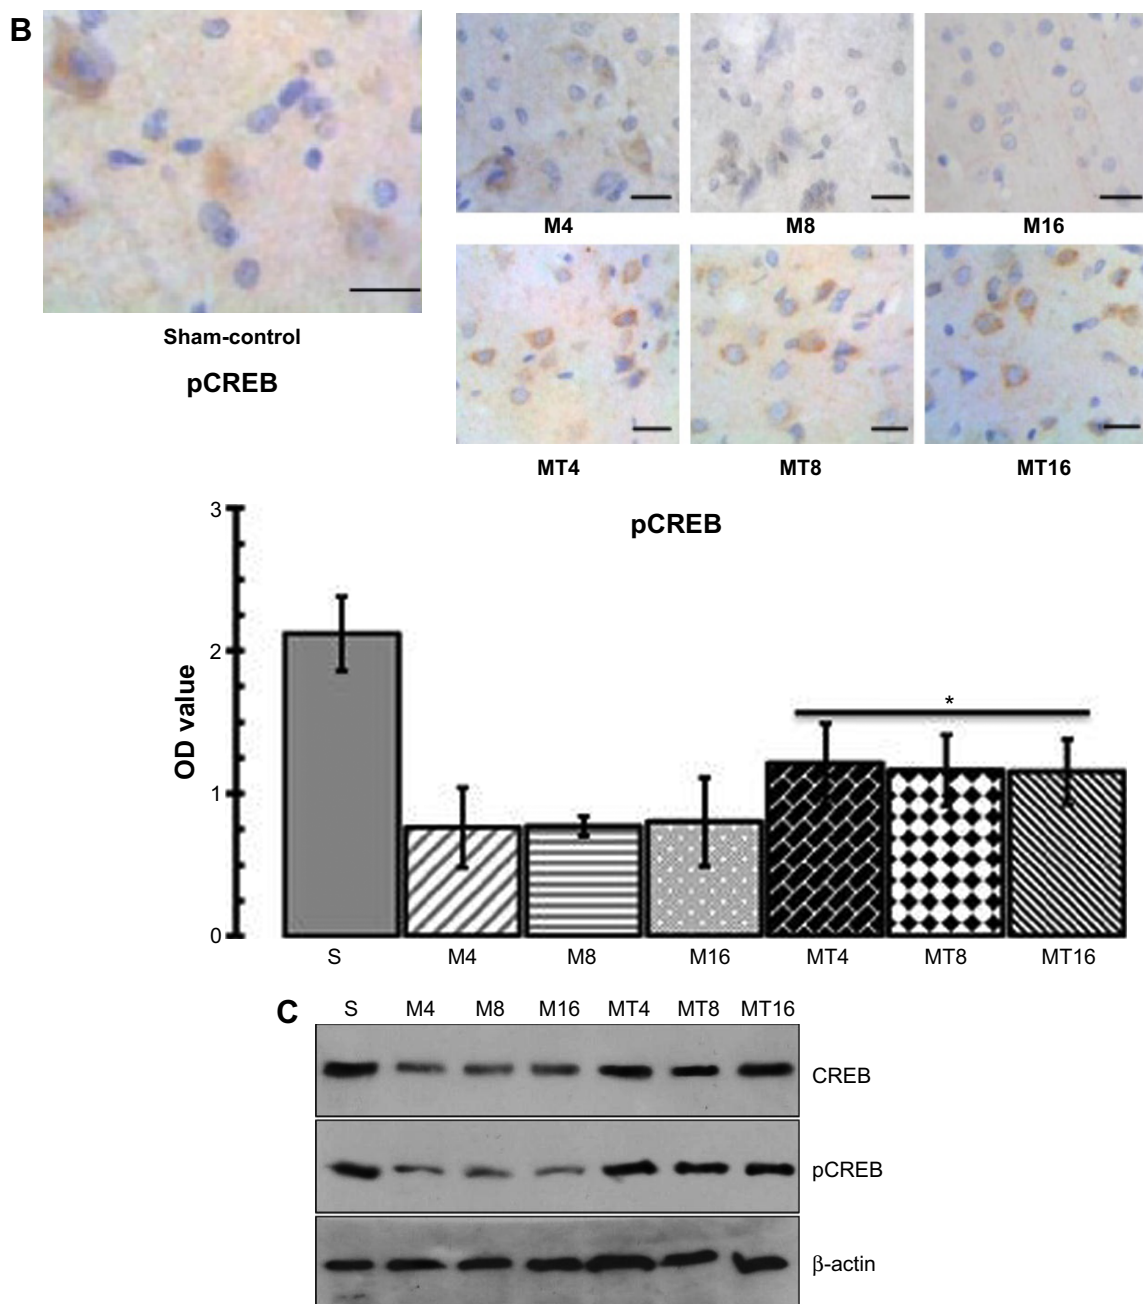 B
Sham-control
pCREB
M4 M8 M16
MT4 MT8 MT16
pCREB
OD value
3
2
1
0
*
S M4 M8 M16 MT4 MT8 MT16
C
S M4 M8 M16 MT4 MT8 MT16
CREB
pCREB
β-actin